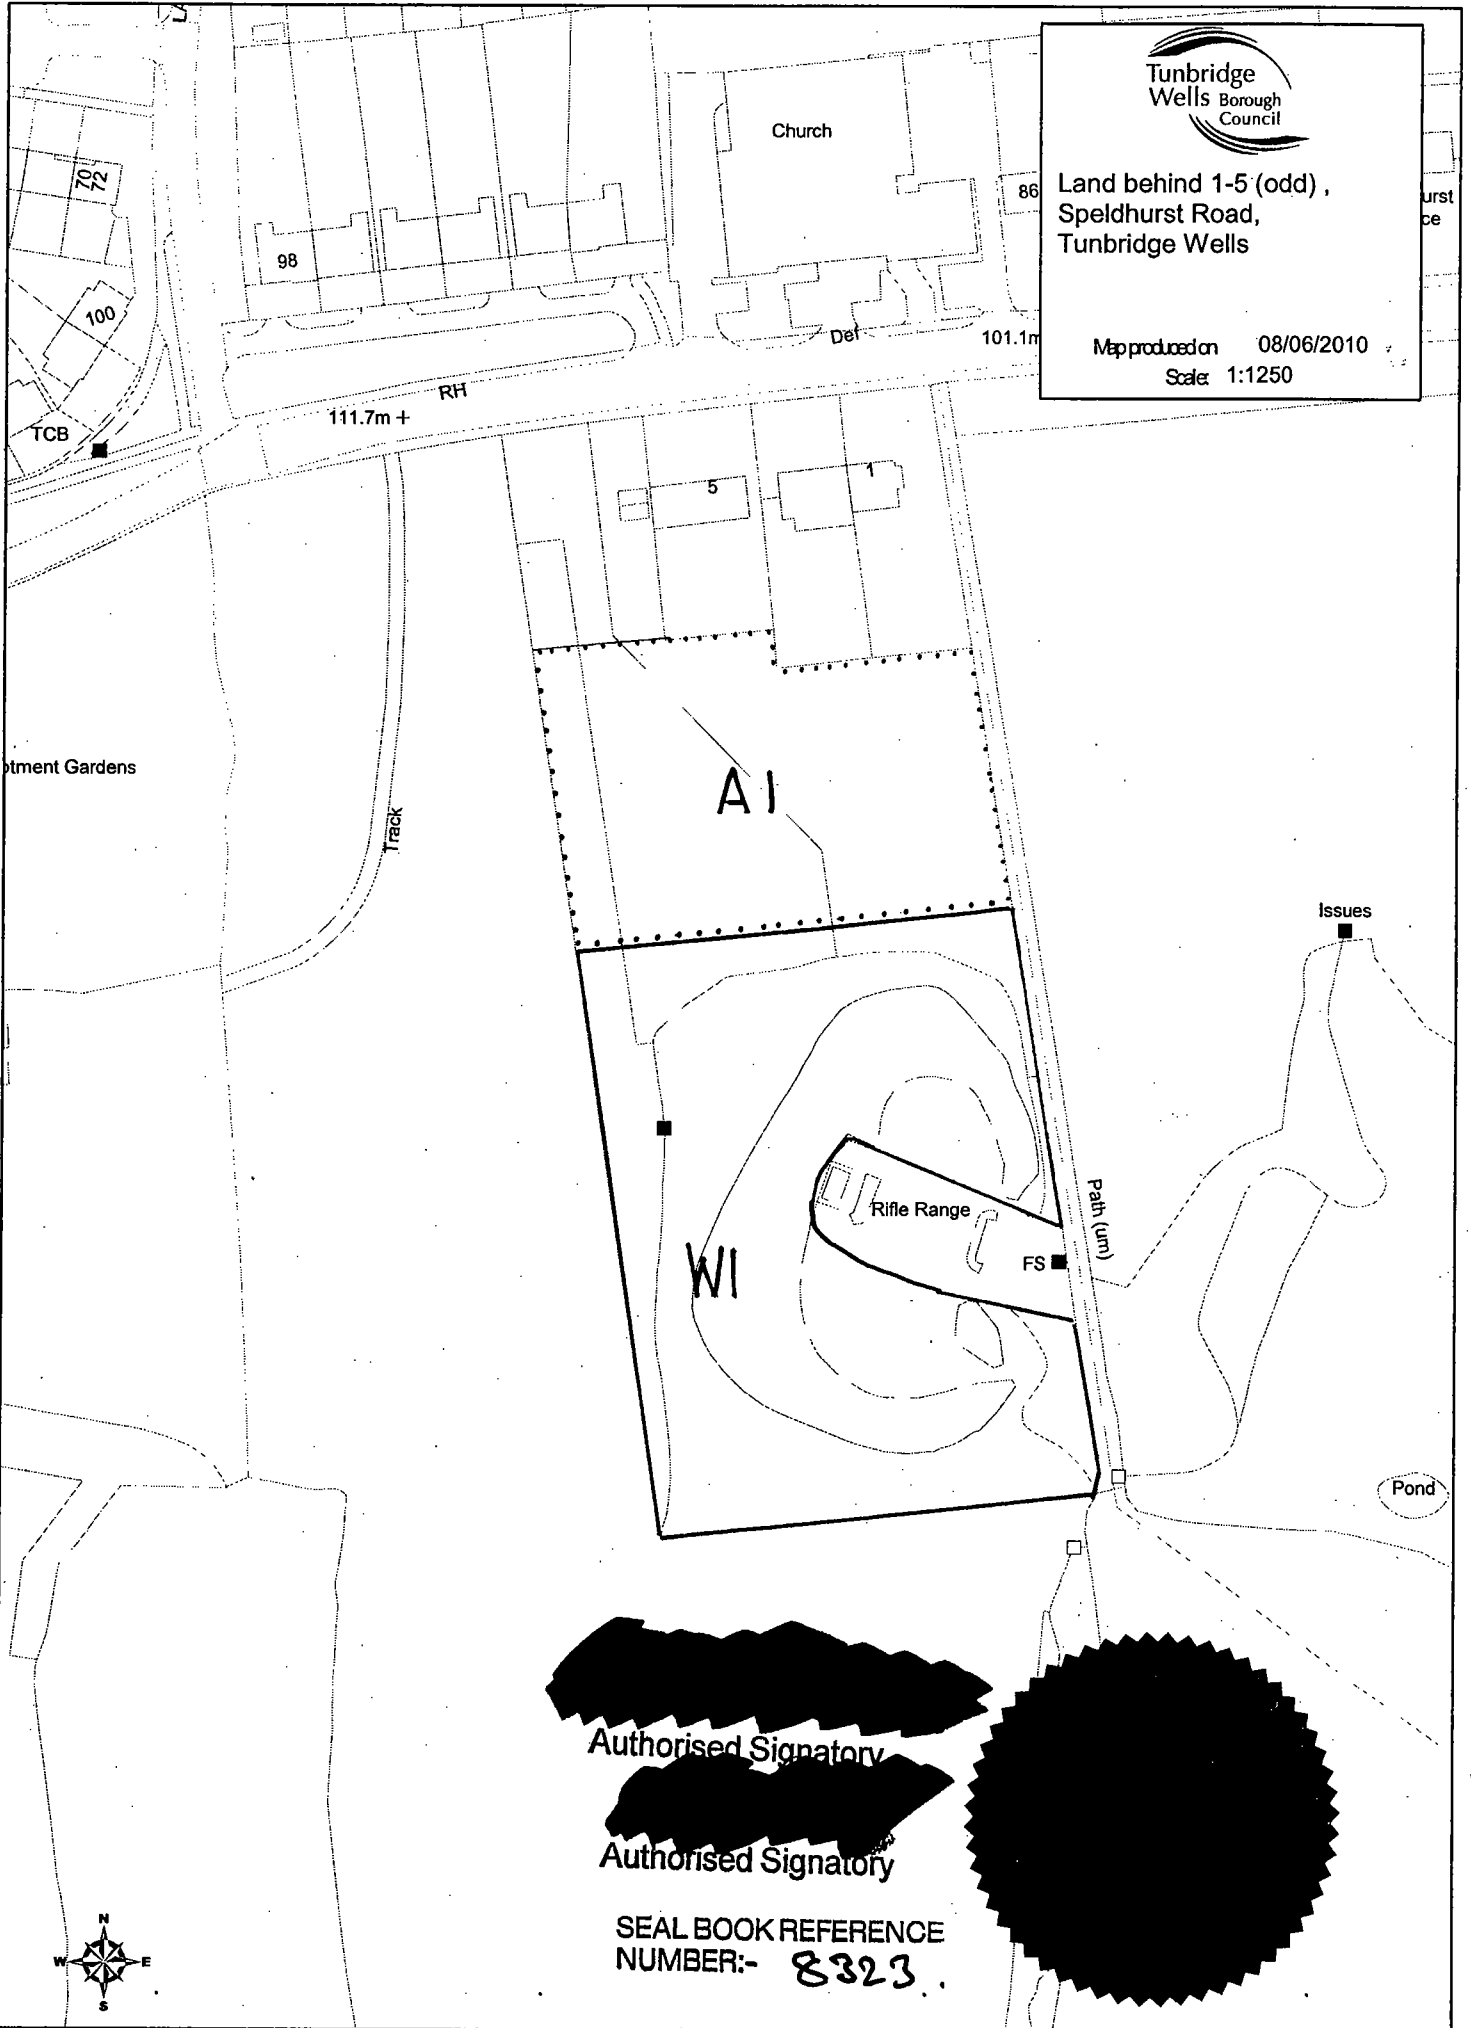 Tunbridge
Wells Borough
Council
Land behind 1-5 (odd) ,
Speldhurst Road,
Tunbridge Wells
Map produced on 08/06/2010
Scale: 1:1250
Church
86
urst
ce
70
72
98
100
Def
101.1m
RH
111.7m +
TCB
5
1
otment Gardens
Track
A1
Issues
Path (um)
Rifle Range
FS
W1
Pond
Authorised Signatory
Authorised Signatory
SEAL BOOK REFERENCE
NUMBER:- 8323.
N
W E
S